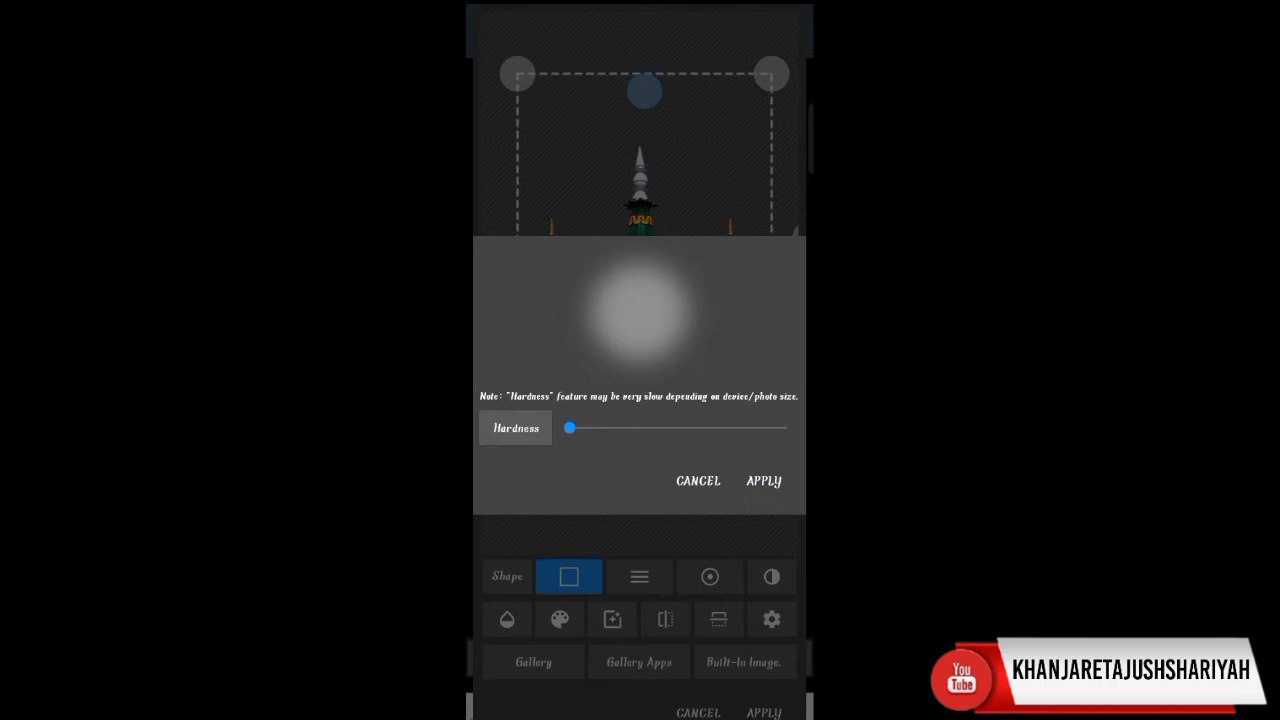 Note: "Hardness" feature may be very slow depending on device/photo size.
Hardness
CANCEL APPLY
Shape
Gallery Gallery Apps Built-In Image.
CANCEL APPLY
You
Tube
KHANJARETAJUSHSHARIYAH